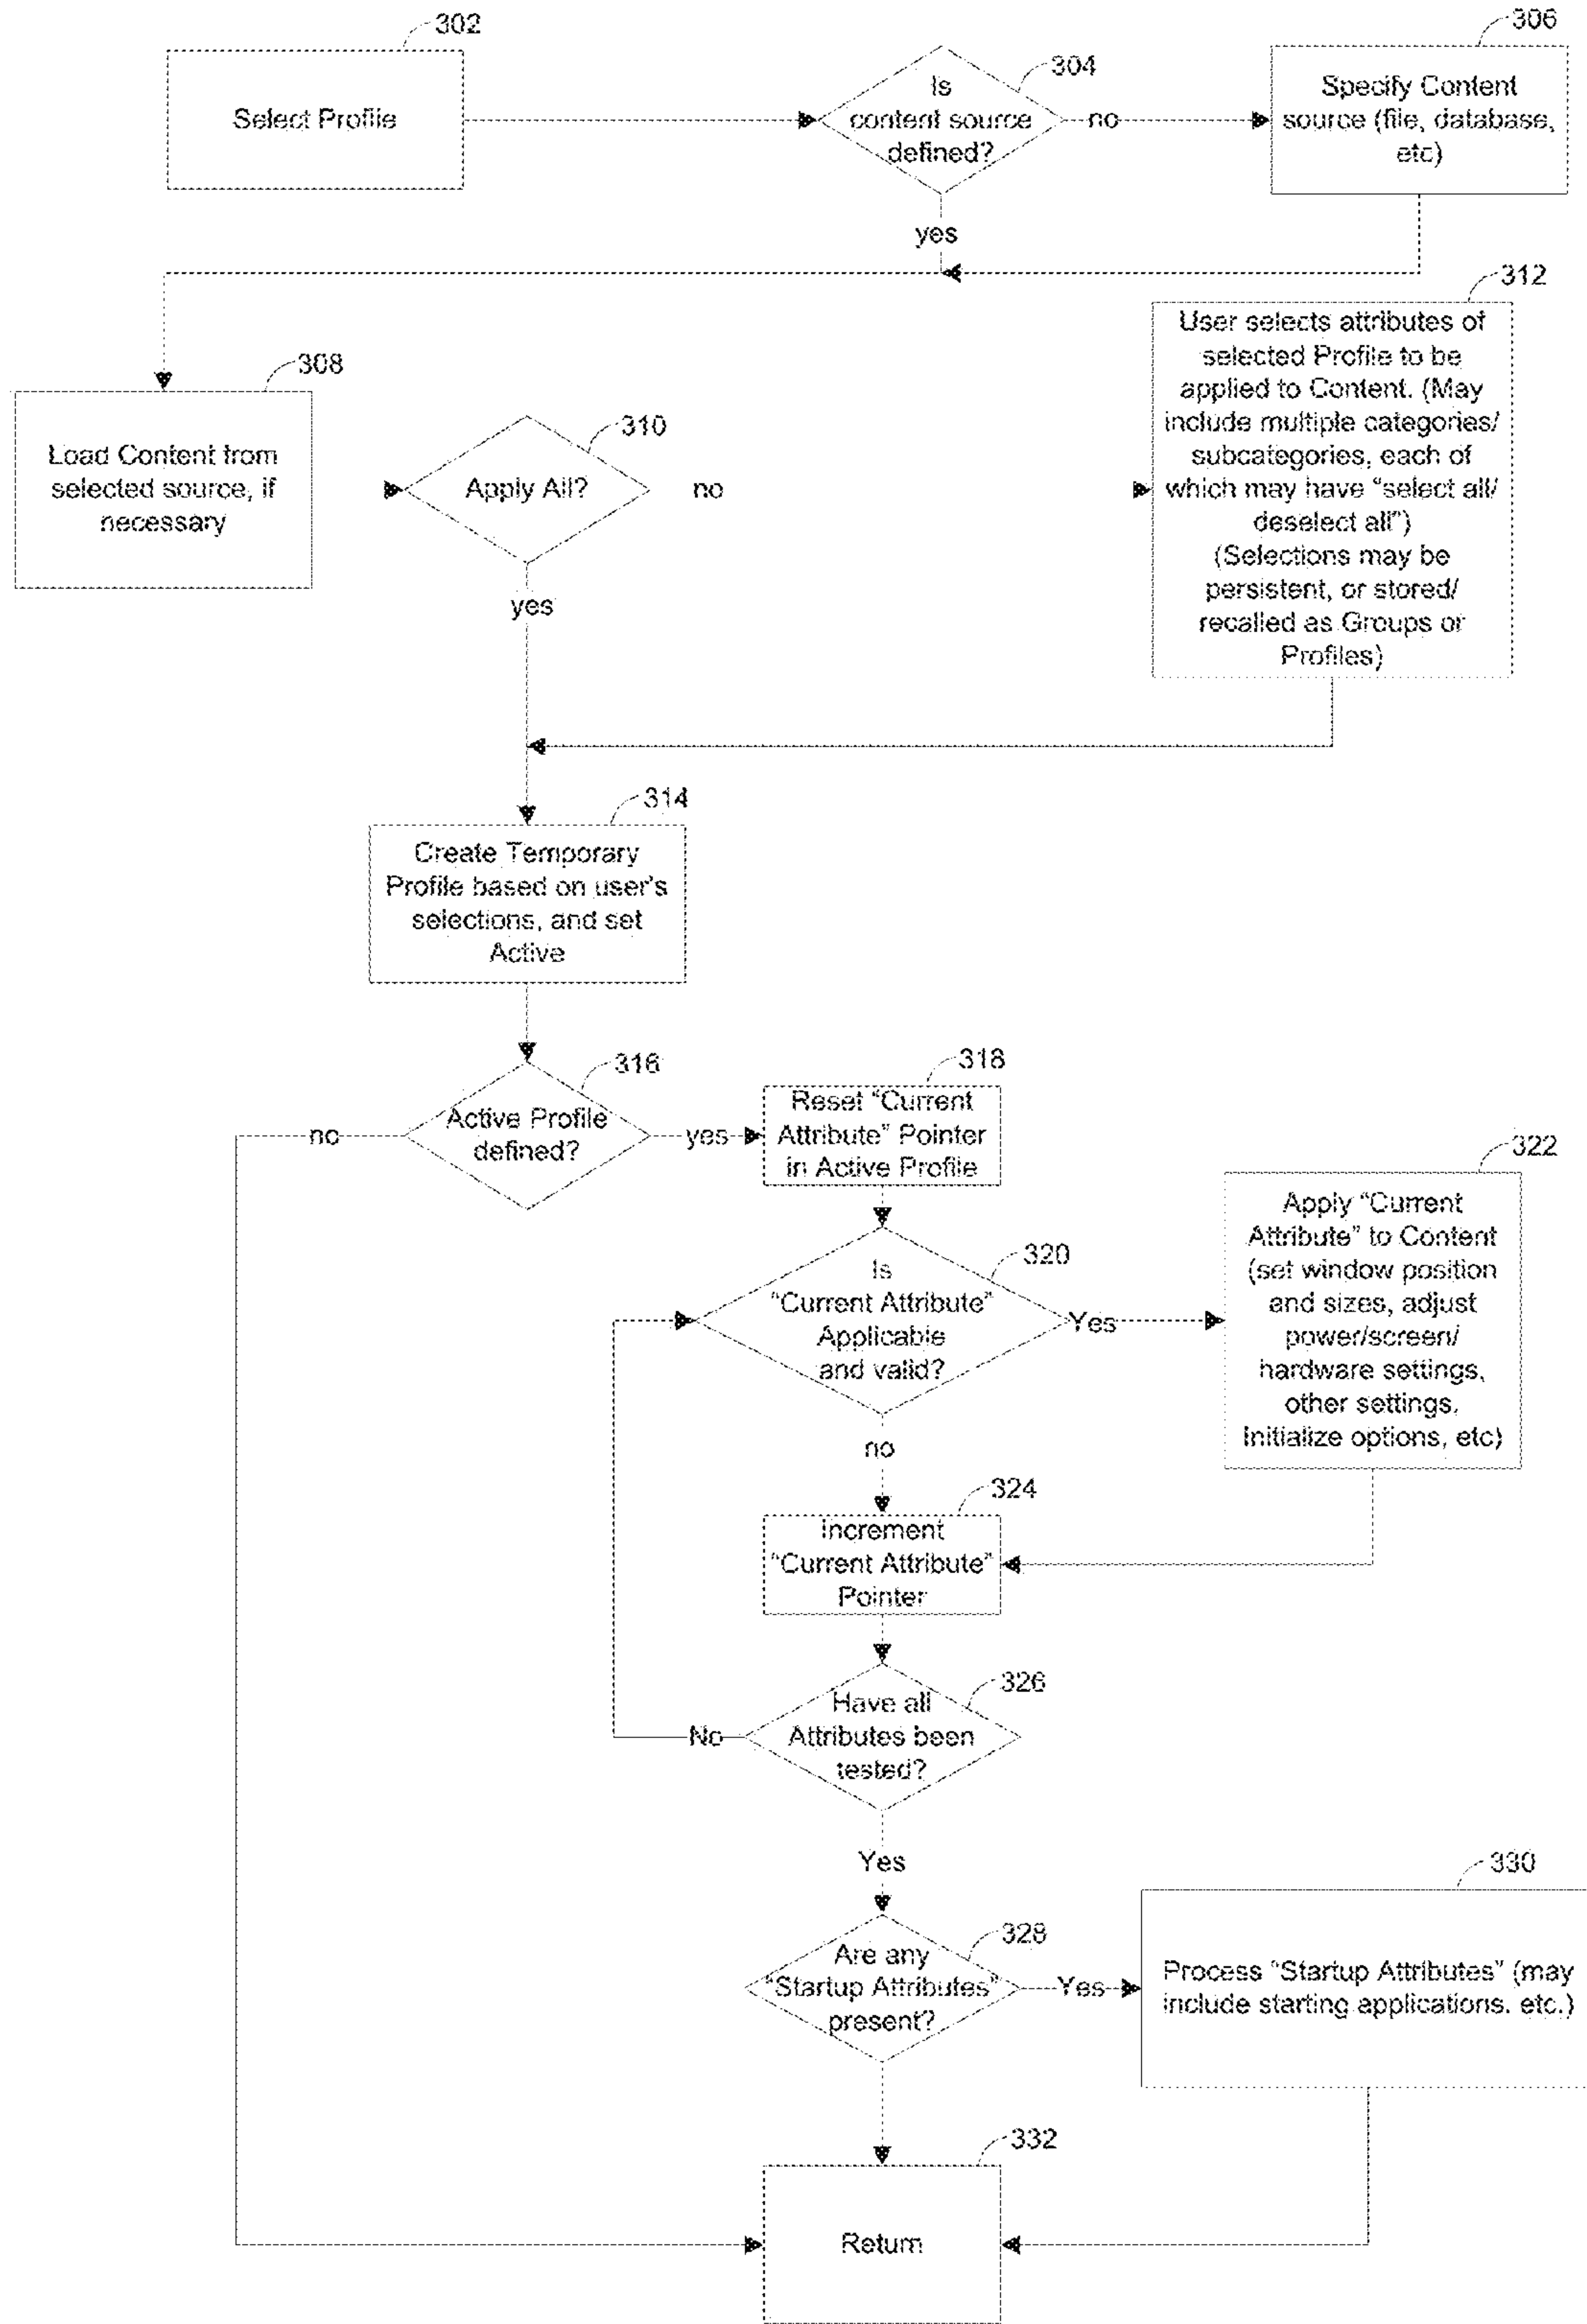 302
Select Profile
304
Is
content source
defined?
no
yes
306
Specify Content
source (file, database,
etc)
308
Load Content from
selected source, if
necessary
310
Apply All?
no
yes
312
User selects attributes of
selected Profile to be
applied to Content. (May
include multiple categories/
subcategories, each of
which may have “select all/
deselect all”)
(Selections may be
persistent, or stored/
recalled as Groups or
Profiles)
314
Create Temporary
Profile based on user's
selections, and set
Active
316
Active Profile
defined?
no
yes
318
Reset “Current
Attribute” Pointer
in Active Profile
320
Is
“Current Attribute”
Applicable
and valid?
Yes
no
322
Apply “Current
Attribute” to Content
(set window position
and sizes, adjust
power/screen/
hardware settings,
other settings,
Initialize options, etc)
324
Increment
“Current Attribute”
Pointer
326
Have all
Attributes been
tested?
No
Yes
328
Are any
“Startup Attributes”
present?
Yes
330
Process “Startup Attributes” (may
include starting applications. etc.)
332
Return